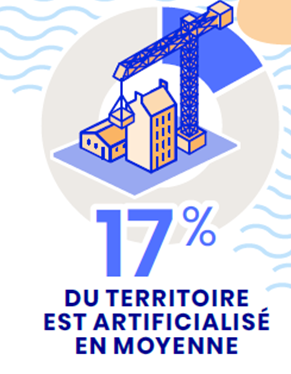 17%
DU TERRITOIRE
EST ARTIFICIALISÉ
EN MOYENNE